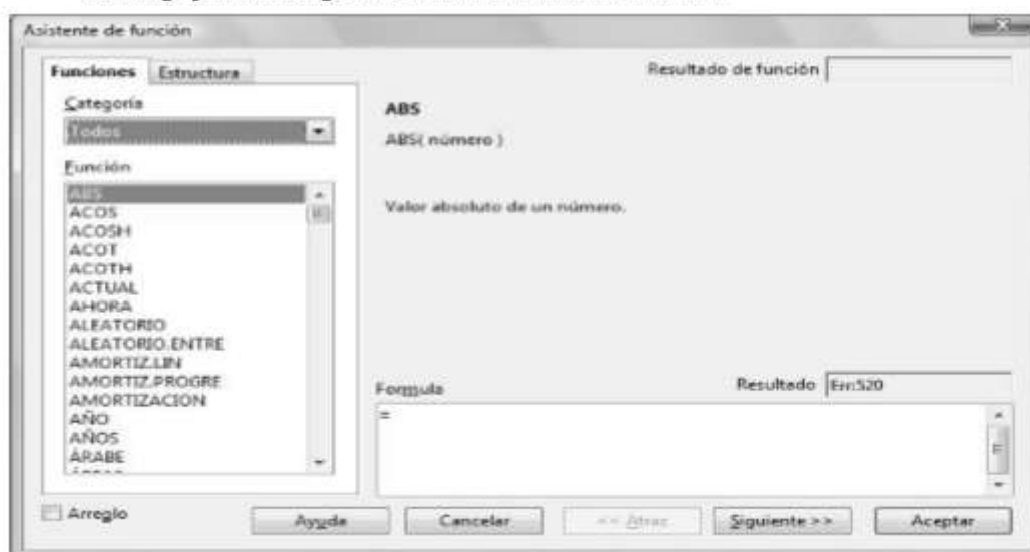 Asistente de función
Funciones Estructura
Resultado de función
Categoría
Todos
ABS
ABS( número )
Función
ABS
ACOS
ACOSH
ACOT
ACOTH
ACTUAL
AHORA
ALEATORIO
ALEATORIO.ENTRE
AMORTIZ.LIN
AMORTIZ.PROGRE
AMORTIZACION
AÑO
AÑOS
ÁRABE
Valor absoluto de un número.
Formula
Resultado Err:520
=
Arreglo
Ayuda
Cancelar
<< Atras
Siguiente >>
Aceptar